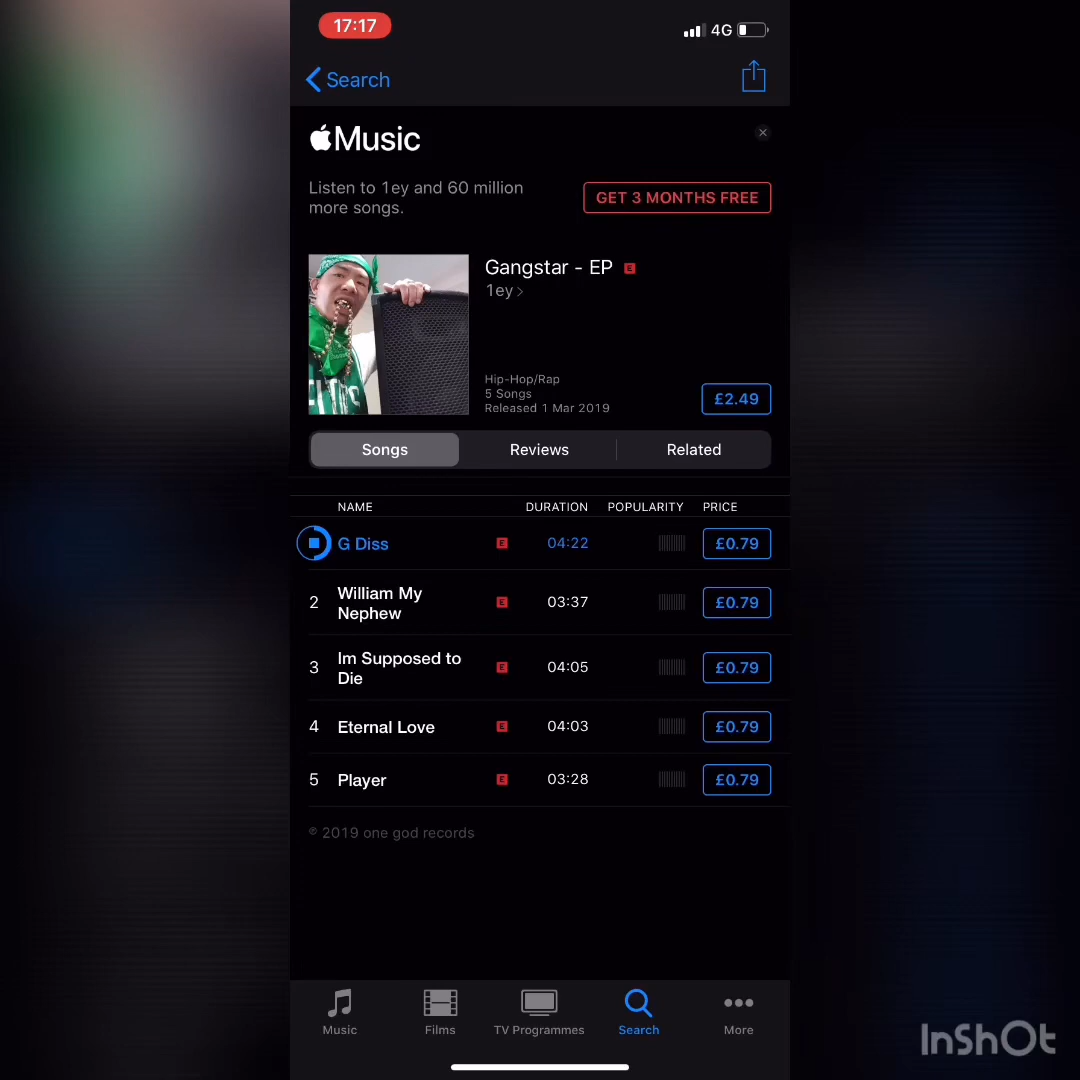 17:17
4G
Search
Music
Listen to 1ey and 60 million
more songs.
GET 3 MONTHS FREE
Gangstar - EP E
1ey
Hip-Hop/Rap
5 Songs
Released 1 Mar 2019
£2.49
Songs Reviews Related
NAME DURATION POPULARITY PRICE
G Diss E 04:22 £0.79
2 William My
Nephew E 03:37 £0.79
3 Im Supposed to
Die E 04:05 £0.79
4 Eternal Love E 04:03 £0.79
5 Player E 03:28 £0.79
℗ 2019 one god records
Music Films TV Programmes Search More
InShOt